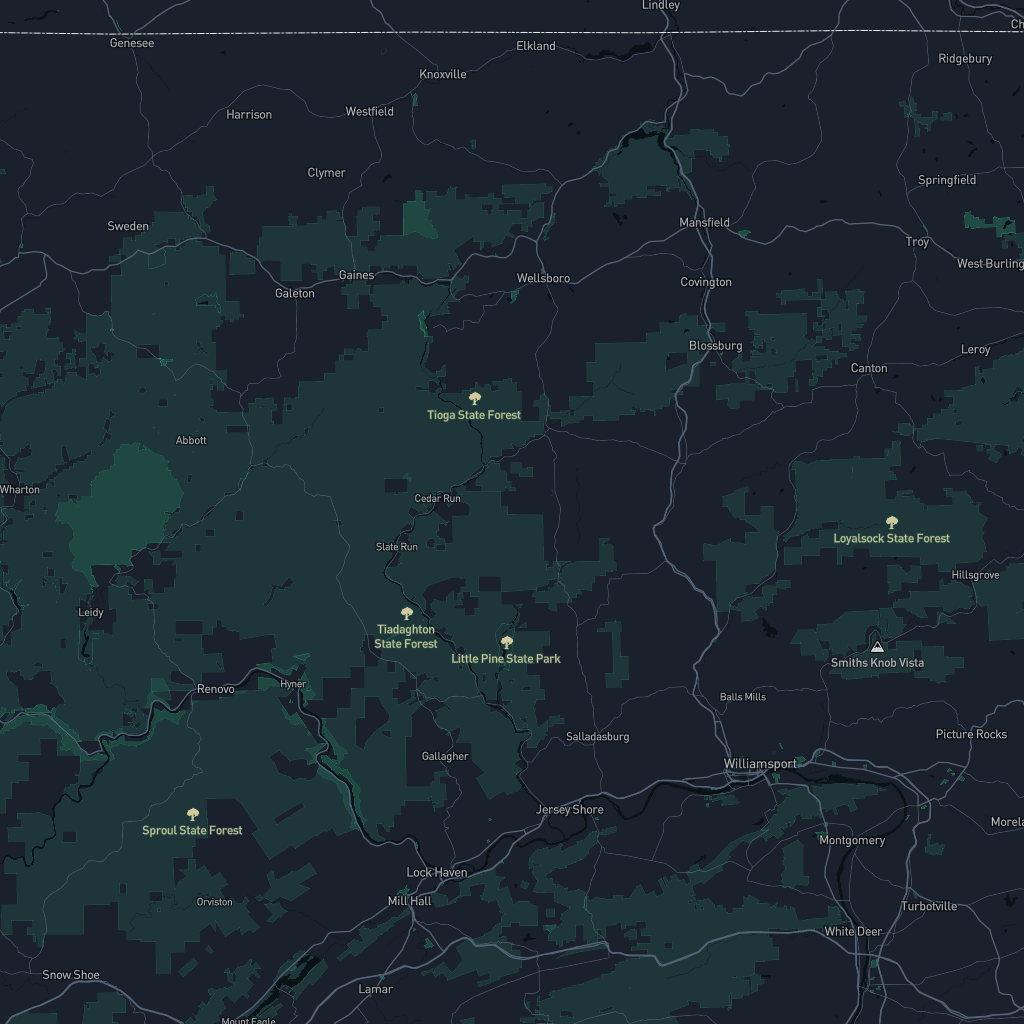 Lindley
Genesee
Elkland
Ridgebury
Knoxville
Harrison
Westfield
Clymer
Springfield
Sweden
Mansfield
Troy
West Burling
Gaines
Wellsboro
Covington
Galeton
Blossburg
Leroy
Canton
Tioga State Forest
Abbott
Wharton
Cedar Run
Loyalsock State Forest
Slate Run
Hillsgrove
Leidy
Tiadaghton
State Forest
Little Pine State Park
Smiths Knob Vista
Hyner
Renovo
Balls Mills
Salladasburg
Picture Rocks
Gallagher
Williamsport
Jersey Shore
Sproul State Forest
Morela
Montgomery
Lock Haven
Mill Hall
Orviston
Turbotville
White Deer
Snow Shoe
Lamar
Mount Eagle
Ch